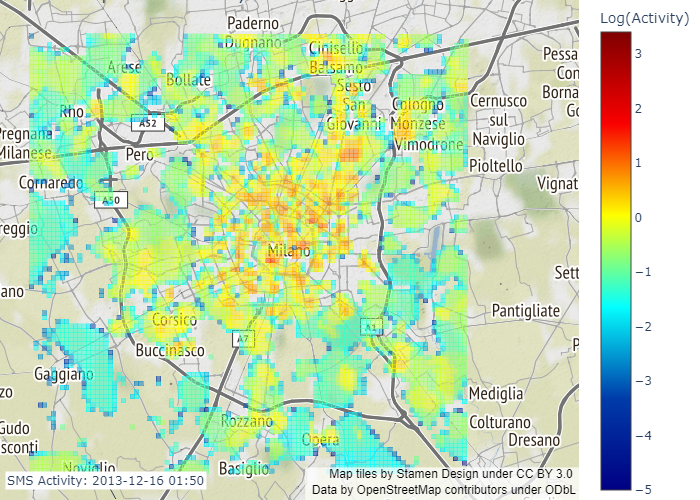 Log(Activity)
Paderno
Dugnano
Cinisello
Balsamo
Arese
Bollate
Sesto
San
Giovanni
Cologno
Monzese
Vimodrone
Cernusco
sul
Naviglio
Pessa
Con
Borna
Go
Rho
A52
Pregnana
Milanese
Pero
Pioltello
Cornaredo
A50
Vignat
reggio
Milano
Sett
ano
Pantigliate
Corsico
A7
A1
P
Buccinasco
Gaggiano
zo
Mediglia
Gudo
sconti
Rozzano
Opera
Colturano
Dresano
Noviglio
Basiglio
3
2
1
0
−1
−2
−3
−4
−5
SMS Activity: 2013-12-16 01:50
Map tiles by Stamen Design under CC BY 3.0
Data by OpenStreetMap contributors under ODbL